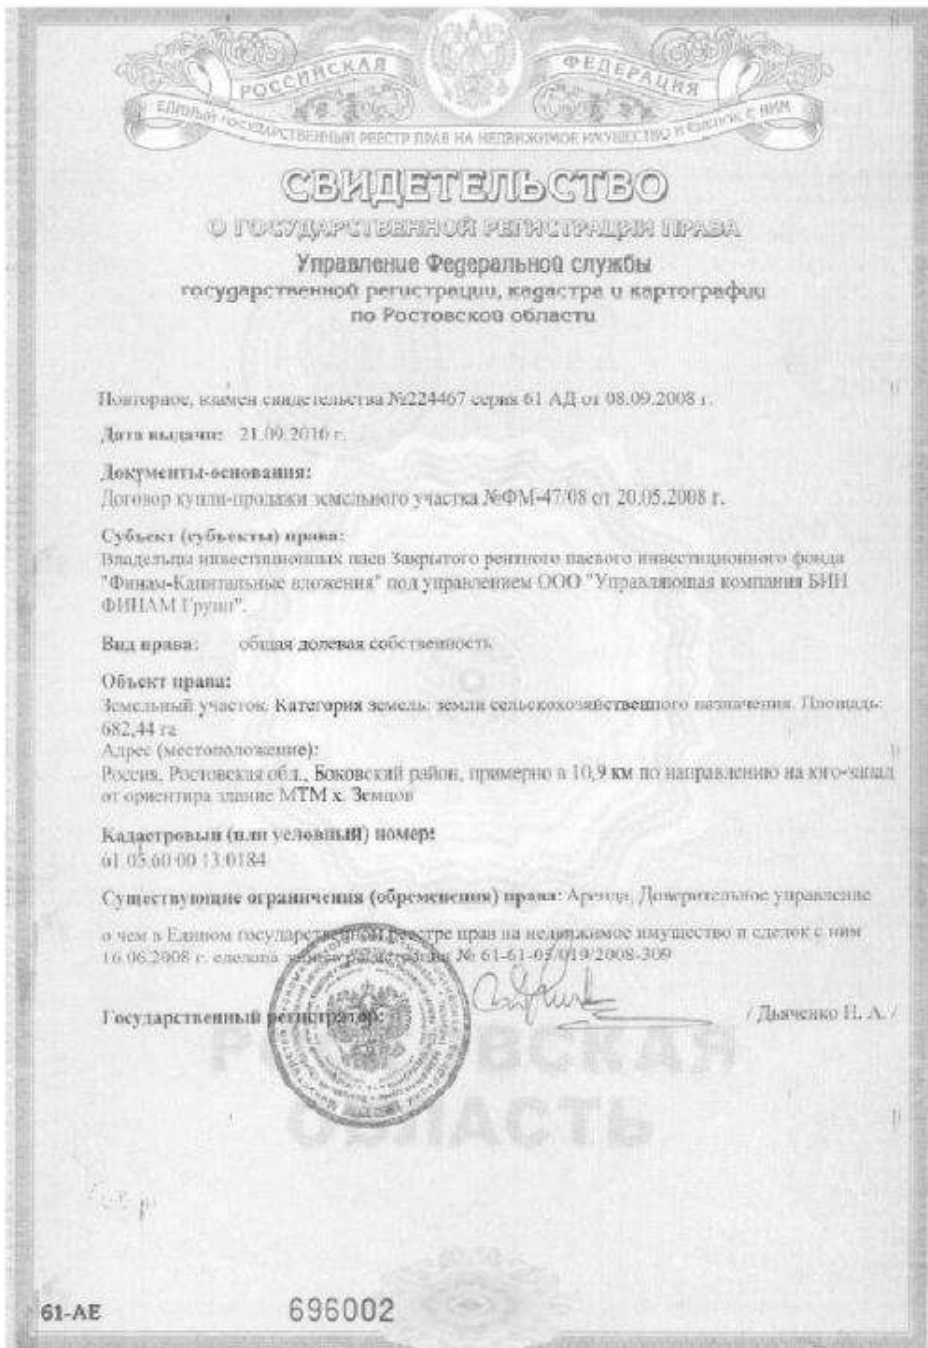 РОССИЙСКАЯ ФЕДЕРАЦИЯ
ЕДИНЫЙ ГОСУДАРСТВЕННЫЙ РЕЕСТР ПРАВ НА НЕДВИЖИМОЕ ИМУЩЕСТВО И СДЕЛОК С НИМ
СВИДЕТЕЛЬСТВО
О ГОСУДАРСТВЕННОЙ РЕГИСТРАЦИИ ПРАВА
Управление Федеральной службы
государственной регистрации, кадастра и картографии
по Ростовской области
Повторное, взамен свидетельства №224467 серия 61 АД от 08.09.2008 г.
Дата выдачи: 21.09.2010 г.
Документы-основания:
Договор купли-продажи земельного участка №ФМ-47/08 от 20.05.2008 г.
Субъект (субъекты) права:
Владельцы инвестиционных паев Закрытого рентного паевого инвестиционного фонда
"Финам-Капитальные вложения" под управлением ООО "Управляющая компания БИН
ФИНАМ Групп".
Вид права: общая долевая собственность
Объект права:
Земельный участок. Категория земель: земли сельскохозяйственного назначения. Площадь:
682,44 га
Адрес (местоположение):
Россия, Ростовская обл., Боковский район, примерно в 10,9 км по направлению на юго-запад
от ориентира здание МТМ х. Земцов
Кадастровый (или условный) номер:
61:05:60 00 13:0184
Существующие ограничения (обременения) права: Аренда, Доверительное управление
о чем в Едином государственном реестре прав на недвижимое имущество и сделок с ним
16.06.2008 г. сделана запись регистрации № 61-61-05/019/2008-309
Государственный регистратор: / Дьяченко Н. А. /
РОСТОВСКАЯ
ОБЛАСТЬ
61-АЕ 696002